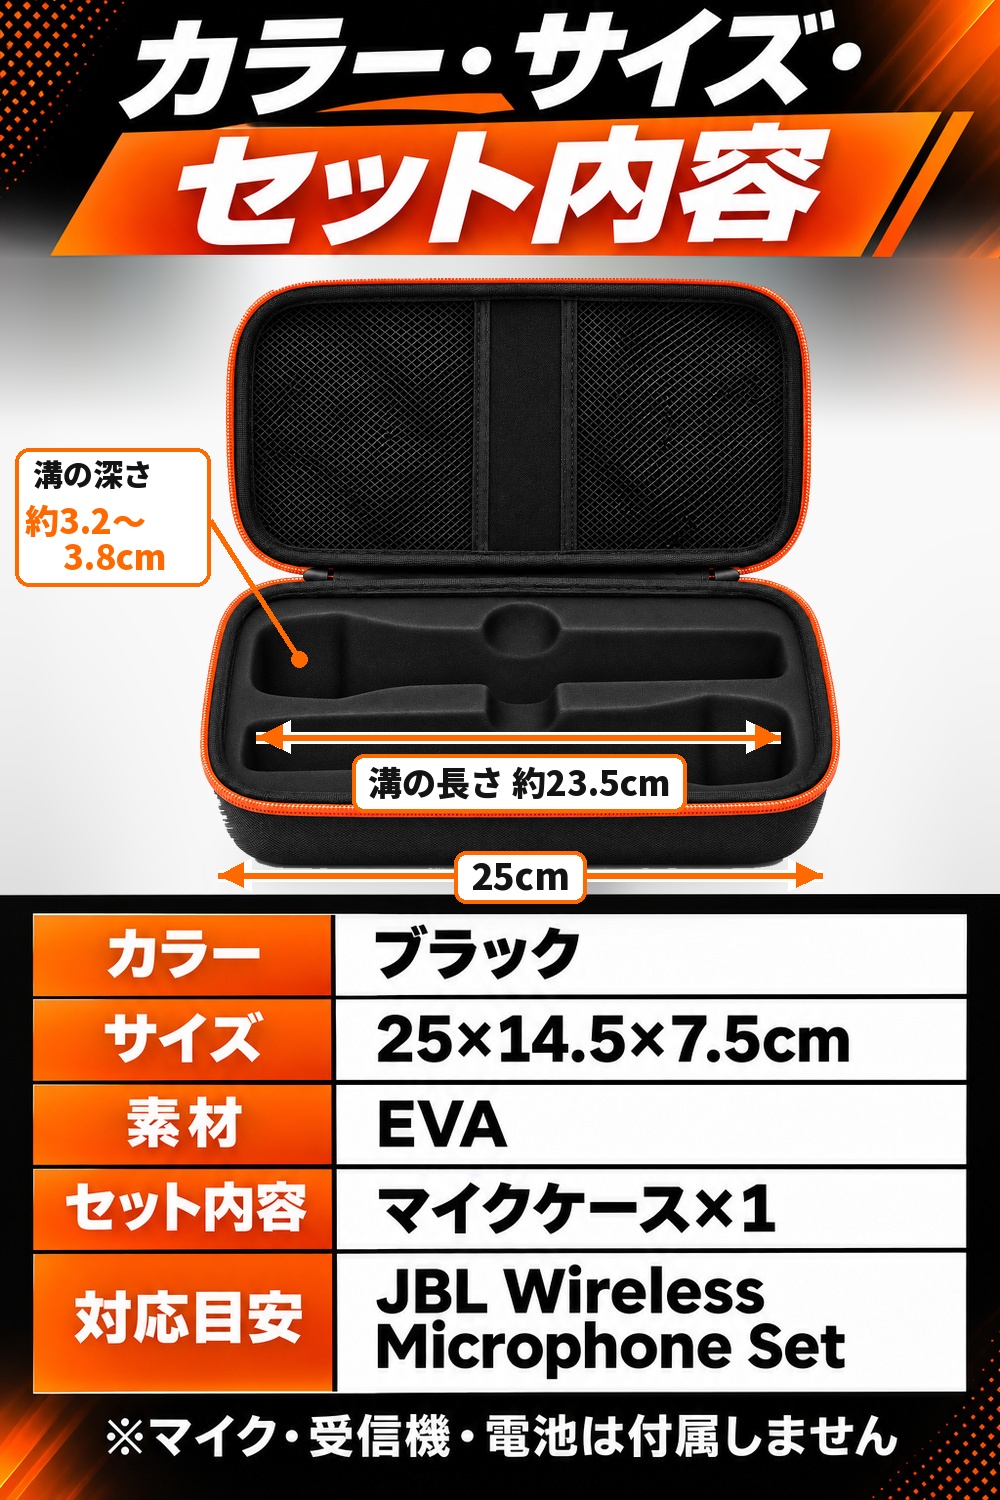 カラー・サイズ・
セット内容
溝の深さ
約3.2～
3.8cm
溝の長さ 約23.5cm
25cm
カラー ブラック
サイズ 25×14.5×7.5cm
素材 EVA
セット内容 マイクケース×1
対応目安 JBL Wireless
Microphone Set
※マイク・受信機・電池は付属しません